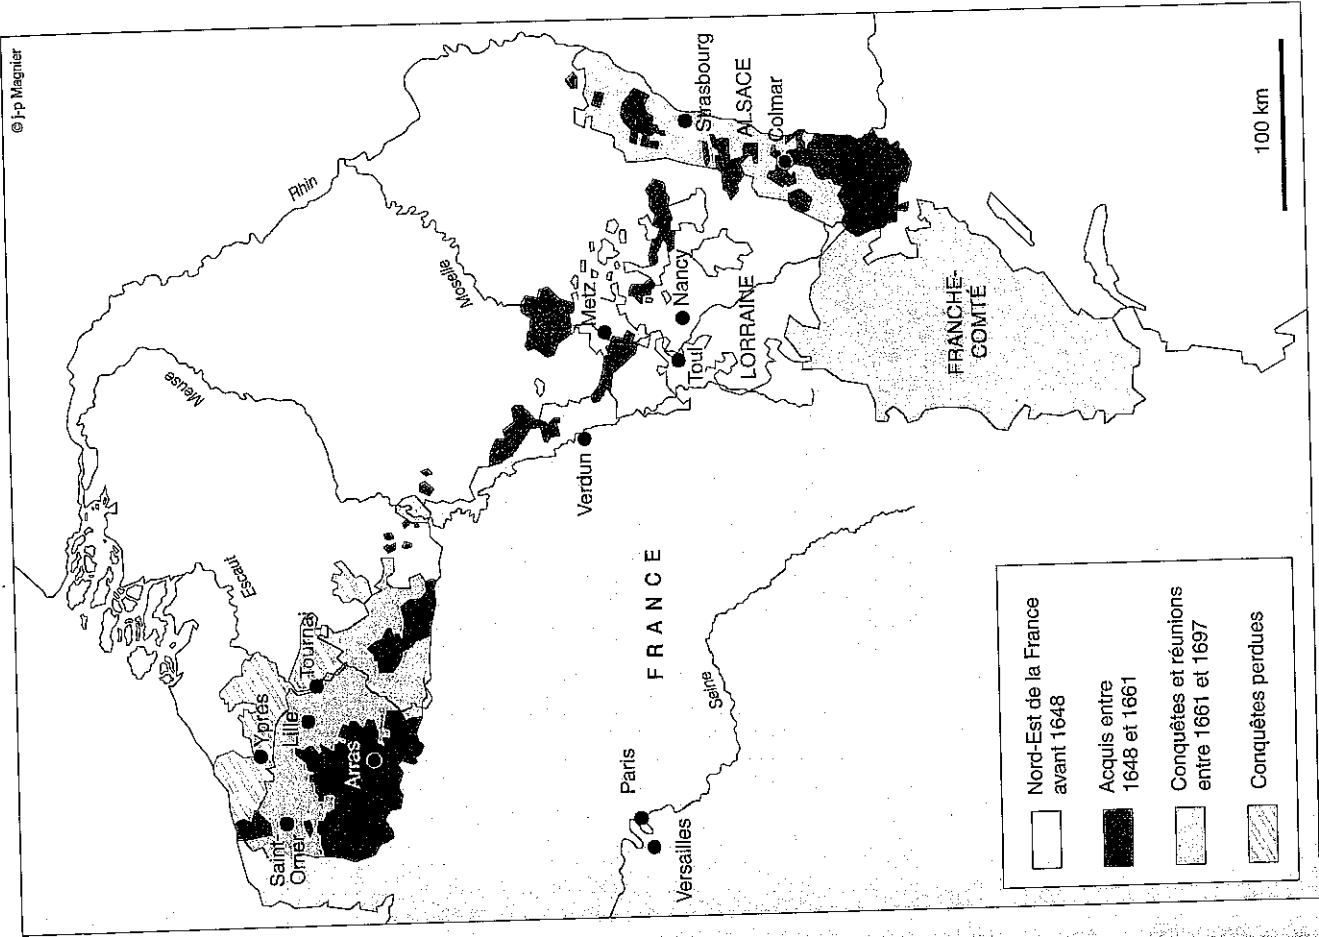 © j-p Magnier
Rhin
Moselle
Meuse
Escaut
Strasbourg
ALSACE
Colmar
Metz
Nancy
Toul
LORRAINE
Verdun
FRANCHE-
COMTÉ
Tournai
Ypres
Lille
Arras
Saint-
Omer
FRANCE
Seine
Paris
Versailles
100 km
Nord-Est de la France
avant 1648
Acquis entre
1648 et 1661
Conquêtes et réunions
entre 1661 et 1697
Conquêtes perdues